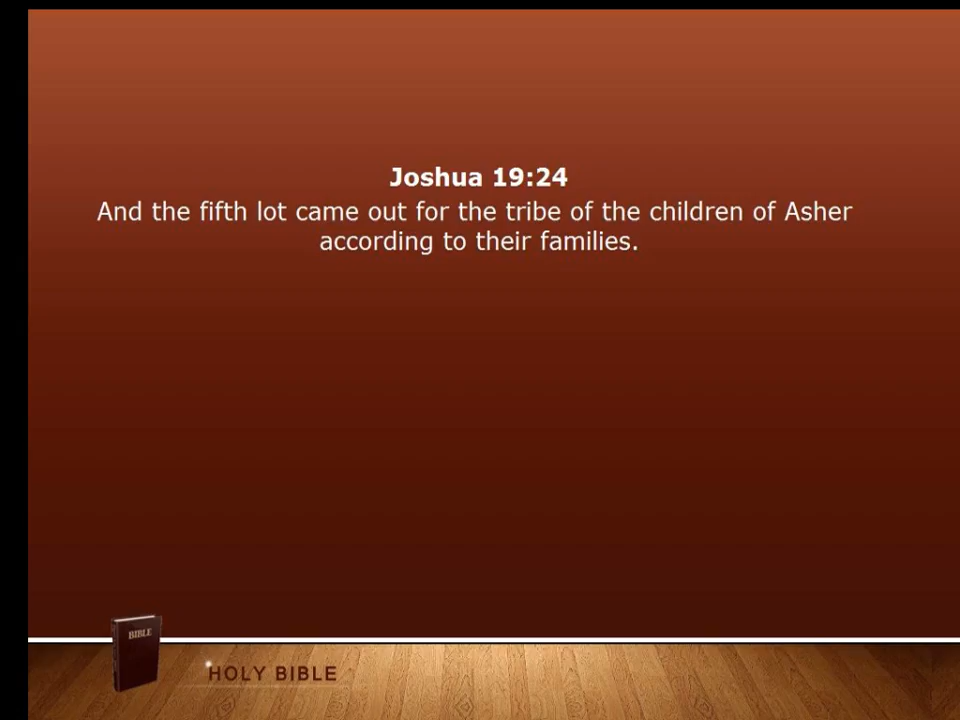 Joshua 19:24
And the fifth lot came out for the tribe of the children of Asher
according to their families.
BIBLE
HOLY BIBLE